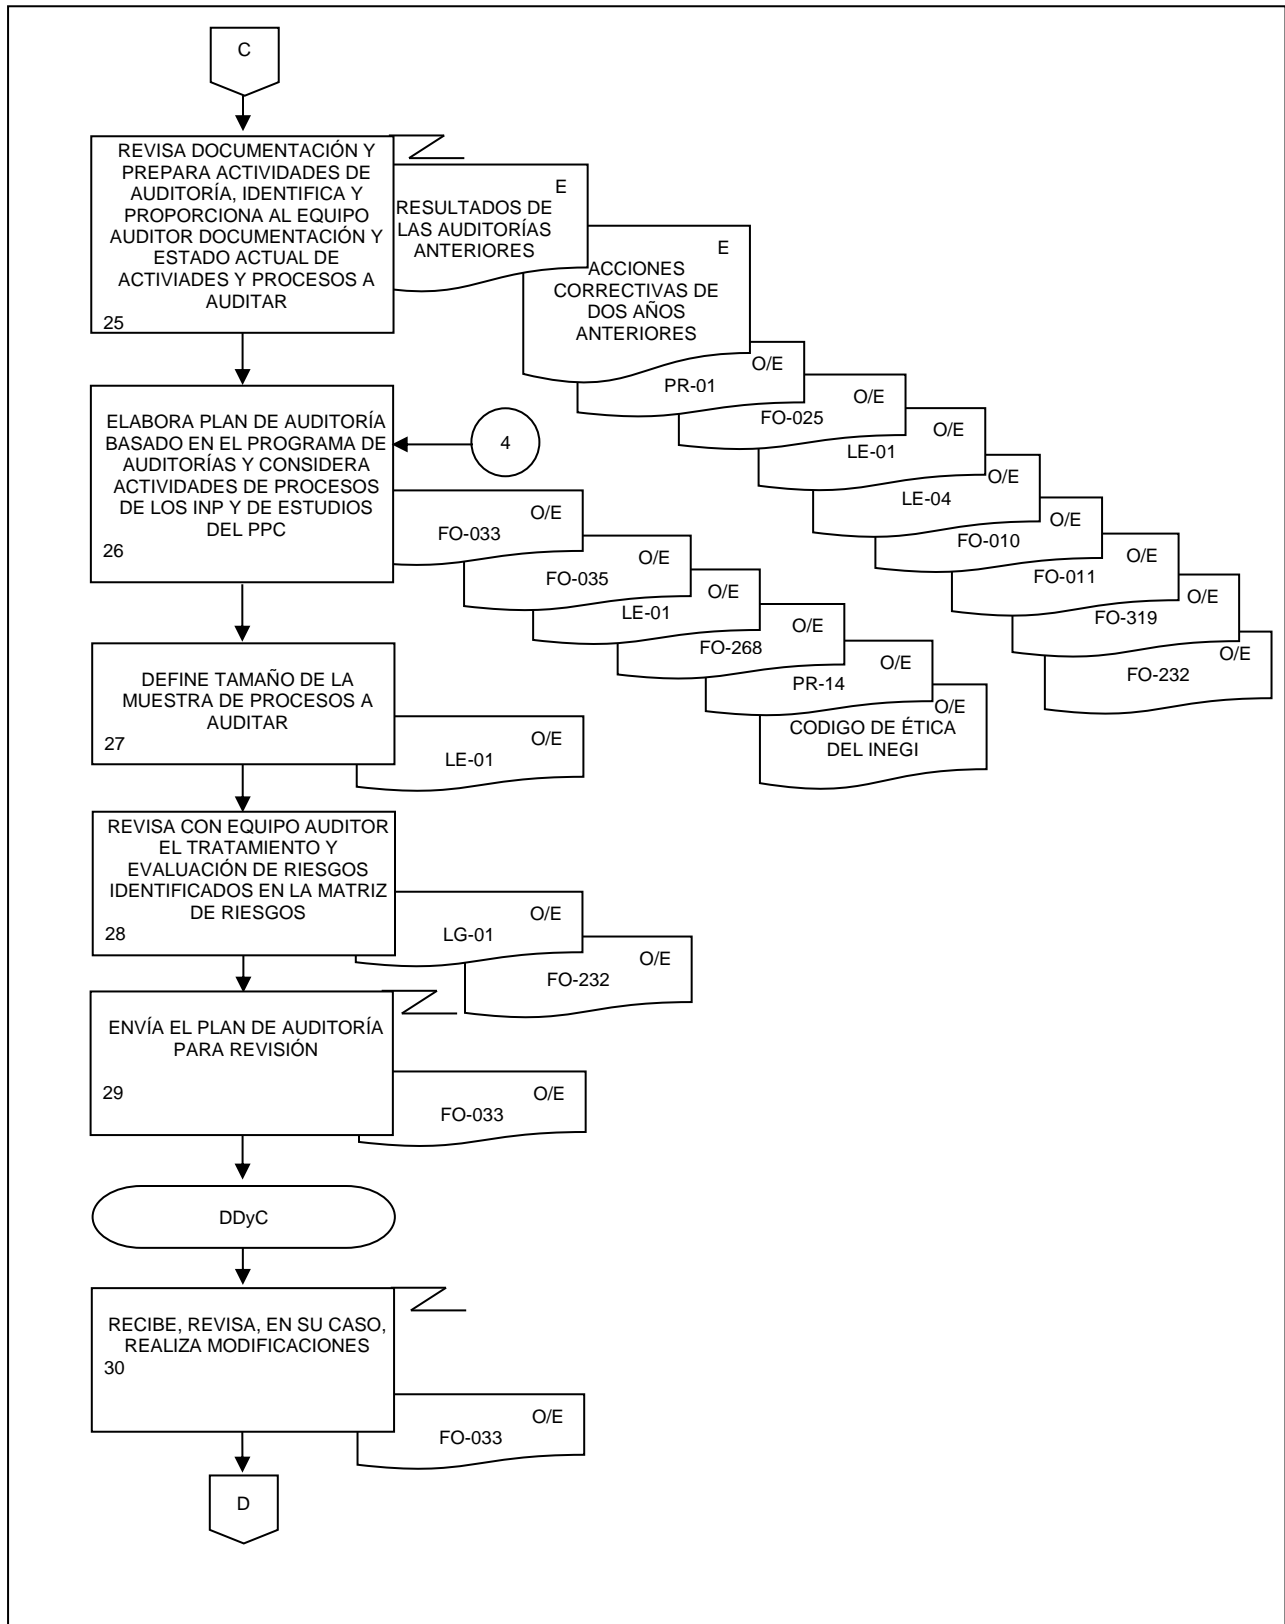 C
REVISA DOCUMENTACIÓN Y
PREPARA ACTIVIDADES DE
AUDITORÍA, IDENTIFICA Y
PROPORCIONA AL EQUIPO
AUDITOR DOCUMENTACIÓN Y
ESTADO ACTUAL DE
ACTIVIADES Y PROCESOS A
AUDITAR
25
E
RESULTADOS DE
LAS AUDITORÍAS
ANTERIORES
E
ACCIONES
CORRECTIVAS DE
DOS AÑOS
ANTERIORES
O/E
PR-01
O/E
FO-025
O/E
LE-01
O/E
LE-04
O/E
FO-010
O/E
FO-011
O/E
FO-319
O/E
FO-232
ELABORA PLAN DE AUDITORÍA
BASADO EN EL PROGRAMA DE
AUDITORÍAS Y CONSIDERA
ACTIVIDADES DE PROCESOS
DE LOS INP Y DE ESTUDIOS
DEL PPC
26
4
O/E
FO-033
O/E
FO-035
O/E
LE-01
O/E
FO-268
O/E
PR-14
O/E
CODIGO DE ÉTICA
DEL INEGI
DEFINE TAMAÑO DE LA
MUESTRA DE PROCESOS A
AUDITAR
27
O/E
LE-01
REVISA CON EQUIPO AUDITOR
EL TRATAMIENTO Y
EVALUACIÓN DE RIESGOS
IDENTIFICADOS EN LA MATRIZ
DE RIESGOS
28
O/E
LG-01
O/E
FO-232
ENVÍA EL PLAN DE AUDITORÍA
PARA REVISIÓN
29
O/E
FO-033
DDyC
RECIBE, REVISA, EN SU CASO,
REALIZA MODIFICACIONES
30
O/E
FO-033
D